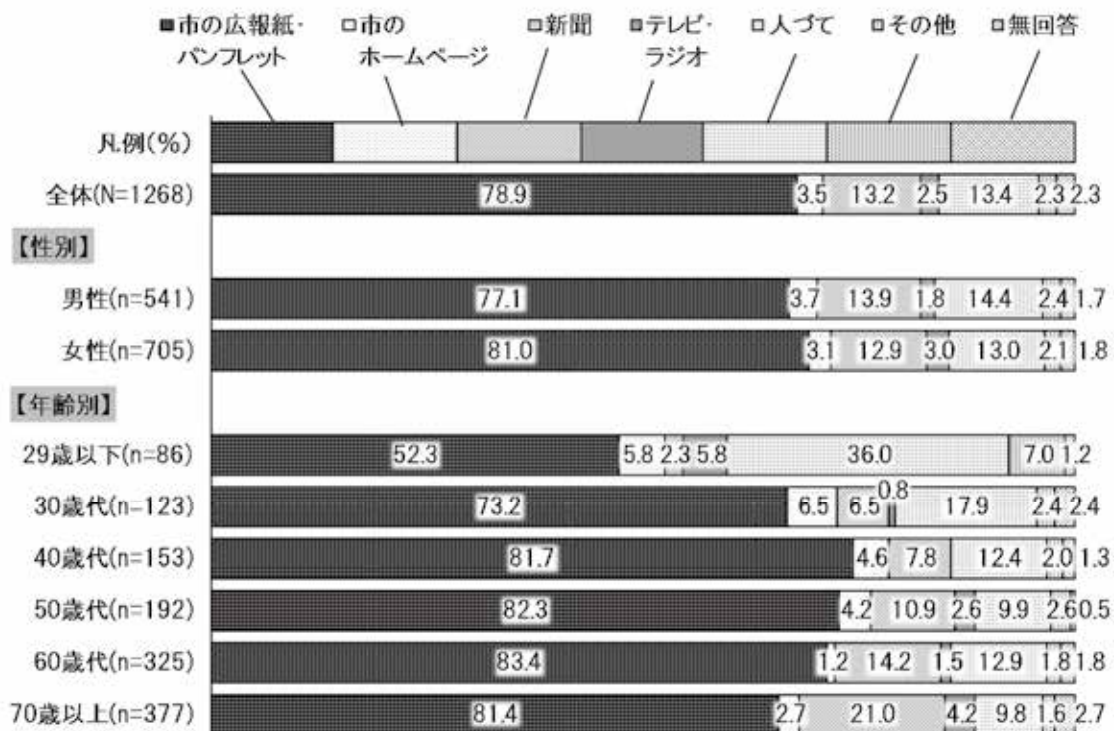 ■市の広報紙・パンフレット
□市のホームページ
□新聞
■テレビ・ラジオ
□人づて
□その他
□無回答
凡例(%)
全体(N=1268) 78.9 3.5 13.2 2.5 13.4 2.3 2.3
【性別】
男性(n=541) 77.1 3.7 13.9 1.8 14.4 2.4 1.7
女性(n=705) 81.0 3.1 12.9 3.0 13.0 2.1 1.8
【年齢別】
29歳以下(n=86) 52.3 5.8 2.3 5.8 36.0 7.0 1.2
30歳代(n=123) 73.2 6.5 6.5 0.8 17.9 2.4 2.4
40歳代(n=153) 81.7 4.6 7.8 12.4 2.0 1.3
50歳代(n=192) 82.3 4.2 10.9 2.6 9.9 2.6 0.5
60歳代(n=325) 83.4 1.2 14.2 1.5 12.9 1.8 1.8
70歳以上(n=377) 81.4 2.7 21.0 4.2 9.8 1.6 2.7